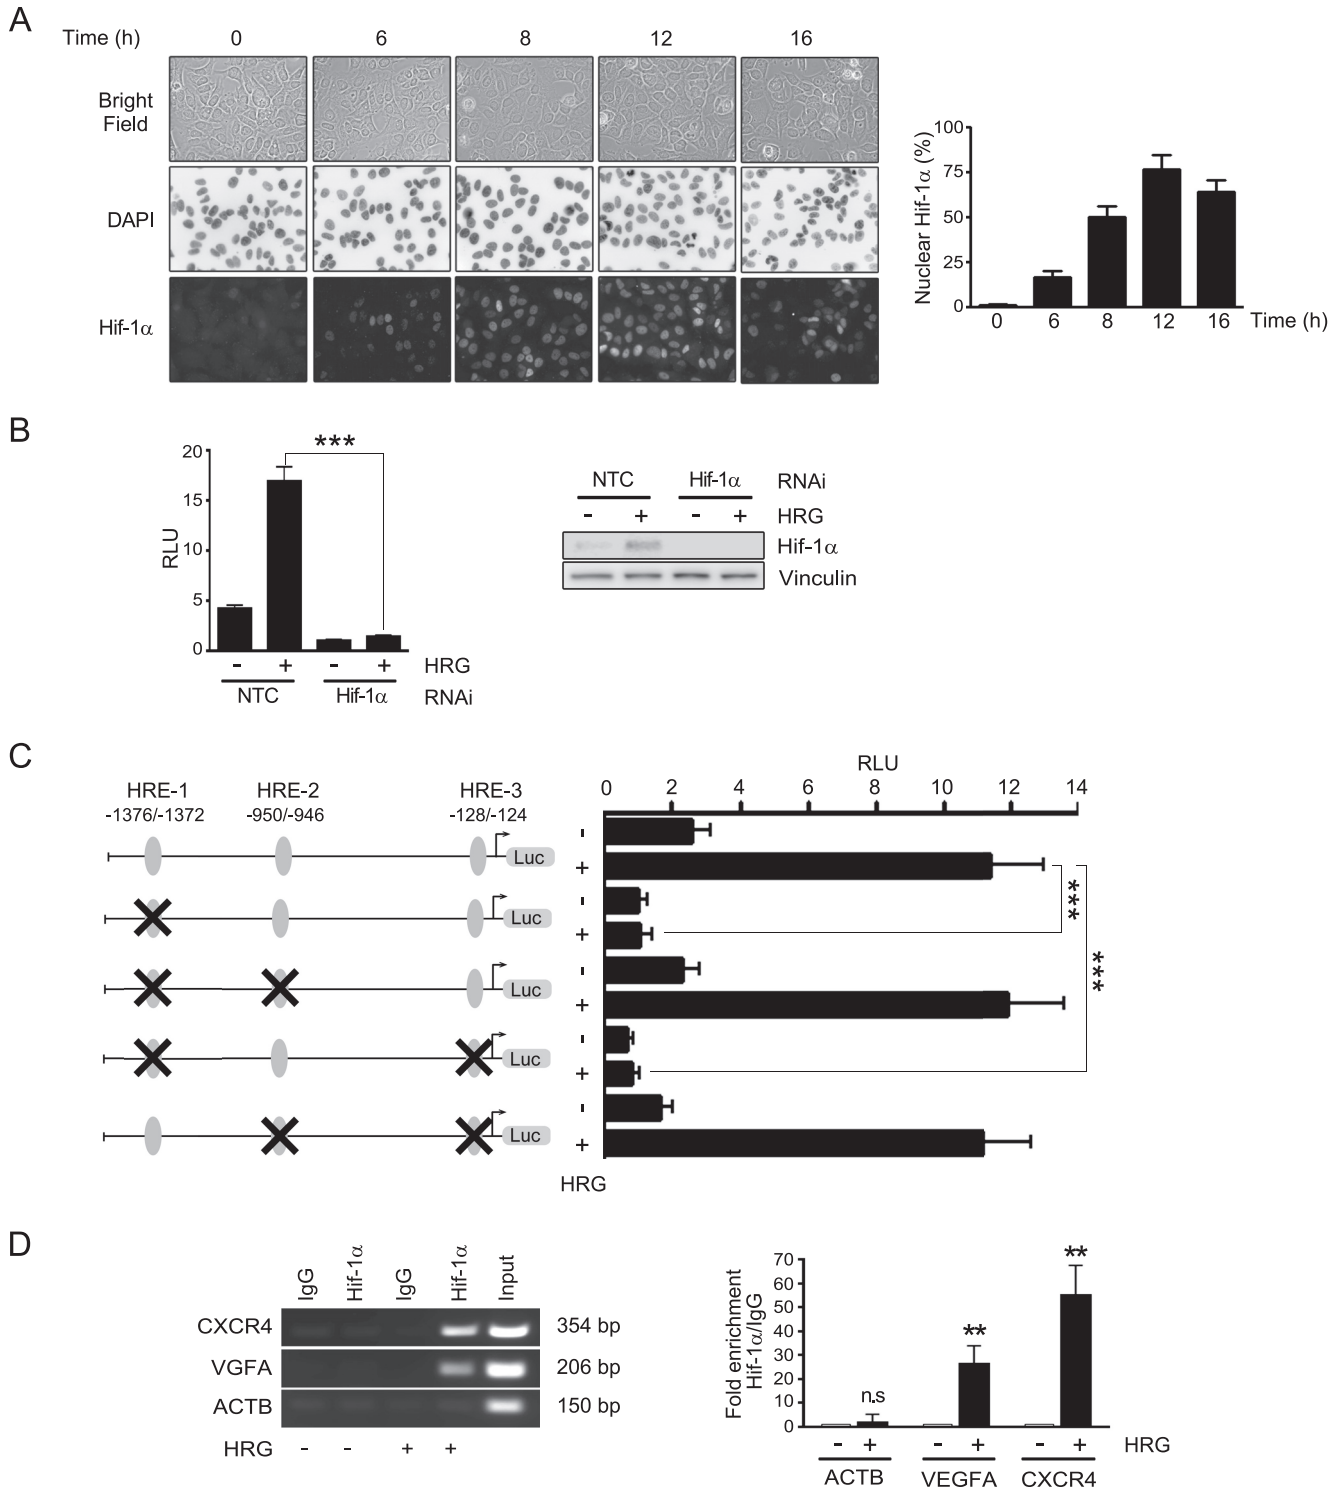 A
Time (h) 0 6 8 12 16
Bright
Field
DAPI
Hif-1α
Nuclear Hif-1α (%)
100
75
50
25
0
0 6 8 12 16 Time (h)
B
RLU
20
15
10
5
0
***
- + - + HRG
NTC Hif-1α RNAi
NTC Hif-1α RNAi
- + - + HRG
Hif-1α
Vinculin
C
HRE-1 HRE-2 HRE-3
-1376/-1372 -950/-946 -128/-124
Luc
Luc
Luc
Luc
Luc
RLU
0 2 4 6 8 10 12 14
-
+
-
+
-
+
-
+
-
+
HRG
***
***
D
IgG Hif-1α IgG Hif-1α Input
CXCR4 354 bp
VGFA 206 bp
ACTB 150 bp
HRG - - + +
Fold enrichment
Hif-1α/IgG
70
60
50
40
30
20
10
0
n.s ** **
- + - + - + HRG
ACTB VEGFA CXCR4